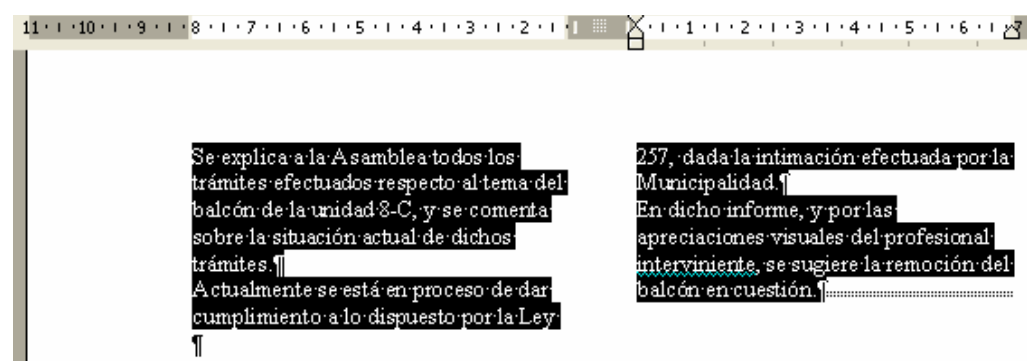 11 10 9 8 7 6 5 4 3 2 1 1 2 3 4 5 6 7
Se explica a la Asamblea todos los
trámites efectuados respecto al tema del
balcón de la unidad 8-C, y se comenta
sobre la situación actual de dichos
trámites.¶
Actualmente se está en proceso de dar
cumplimiento a lo dispuesto por la Ley
¶
257, dada la intimación efectuada por la
Municipalidad.¶
En dicho informe, y por las
apreciaciones visuales del profesional
interviniente, se sugiere la remoción del
balcón en cuestión.¶